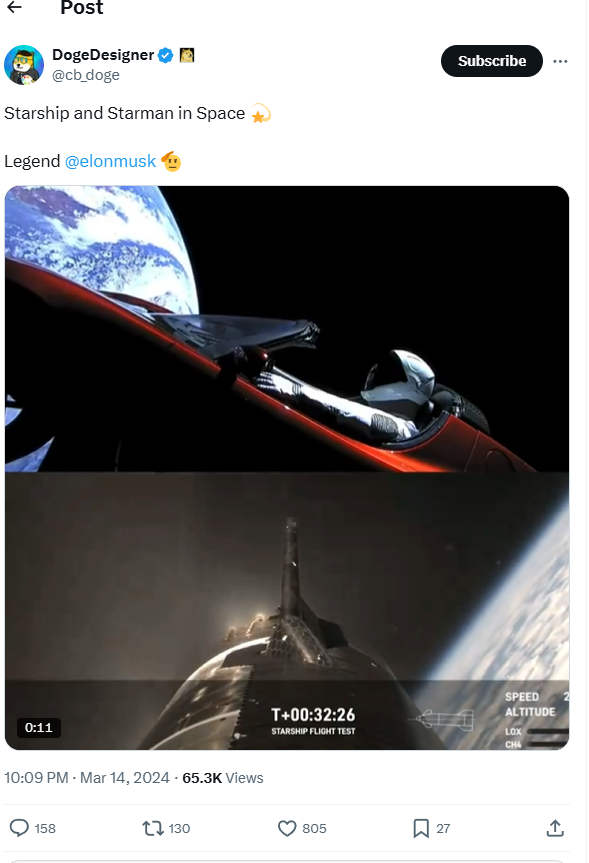 Post
DogeDesigner
@cb_doge
Subscribe
Starship and Starman in Space
Legend @elonmusk
T+00:32:26
STARSHIP FLIGHT TEST
SPEED 2
ALTITUDE
LOX
CH4
0:11
10:09 PM · Mar 14, 2024 · 65.3K Views
158 130 805 27